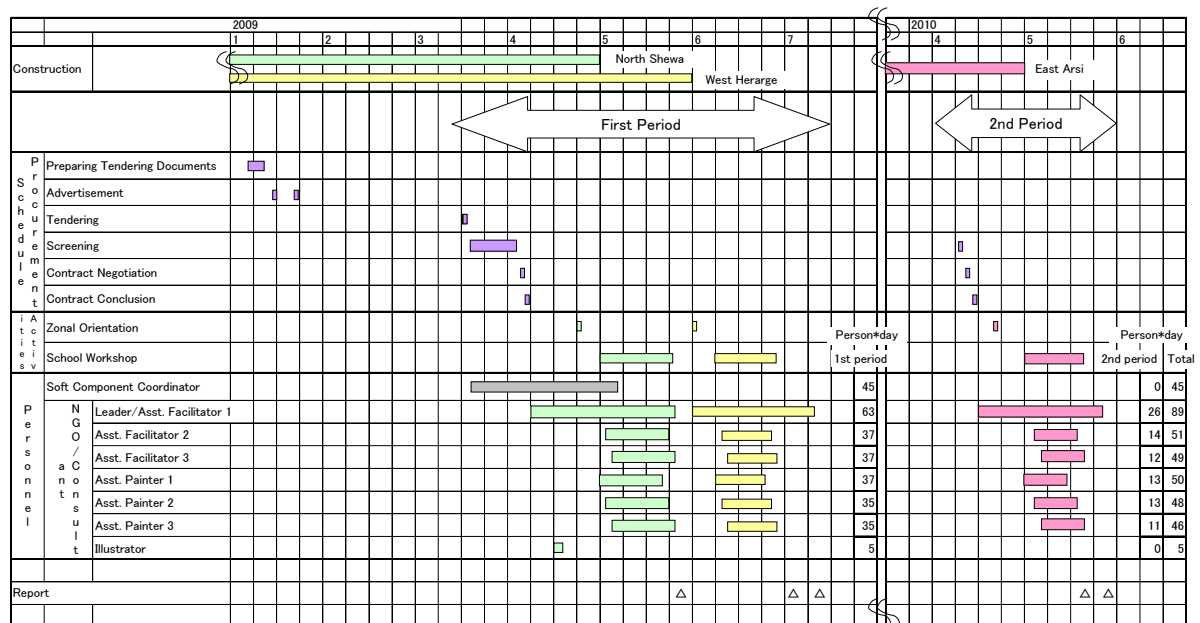 2009 2010
1 2 3 4 5 6 7 4 5 6
Construction
North Shewa
West Herarge
East Arsi
First Period 2nd Period
Procurement Schedule
Preparing Tendering Documents
Advertisement
Tendering
Screening
Contract Negotiation
Contract Conclusion
Activities
Zonal Orientation
Person*day Person*day
School Workshop 1st period 2nd period Total
Personnel
Soft Component Coordinator 45 0 45
NGO/Consultant
Leader/Asst. Facilitator 1 63 26 89
Asst. Facilitator 2 37 14 51
Asst. Facilitator 3 37 12 49
Asst. Painter 1 37 13 50
Asst. Painter 2 35 13 48
Asst. Painter 3 35 11 46
Illustrator 5 0 5
Report △ △ △ △ △